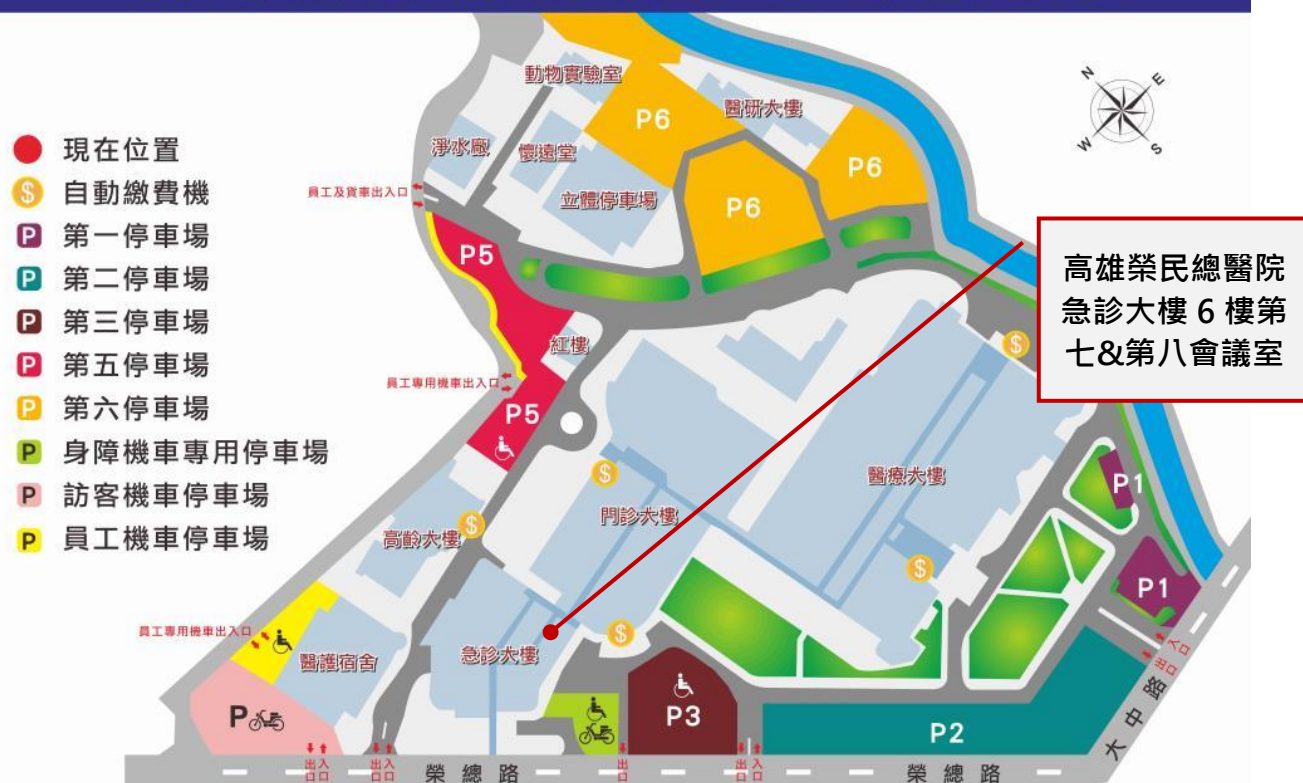 現在位置
$ 自動繳費機
P 第一停車場
P 第二停車場
P 第三停車場
P 第五停車場
P 第六停車場
P 身障機車專用停車場
P 訪客機車停車場
P 員工機車停車場
N
E
W
S
動物實驗室
P6
醫研大樓
淨水廠
懷遠堂
P6
員工及貨車出入口
立體停車場
P6
P5
高雄榮民總醫院
急診大樓 6 樓第
七&第八會議室
紅樓
$
員工專用機車出入口
P5
$
醫療大樓
P1
門診大樓
高齡大樓
$
$
P1
員工專用機車出入口
$
急診大樓
醫護宿舍
出口
入口
P
P3
P2
大中路
出口
入口
出口
入口
出口
出口
入口
榮總路
榮總路